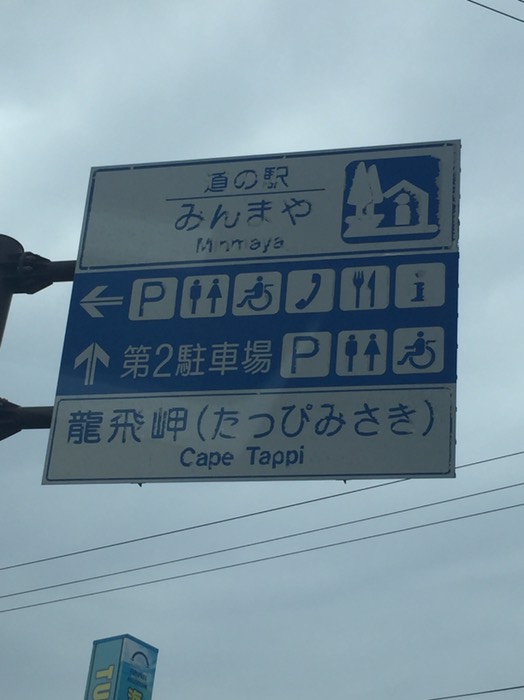 道の駅
みんまや
Minmaya
← P i
↑ 第2駐車場 P
龍飛岬(たっぴみさき)
Cape Tappi
TU